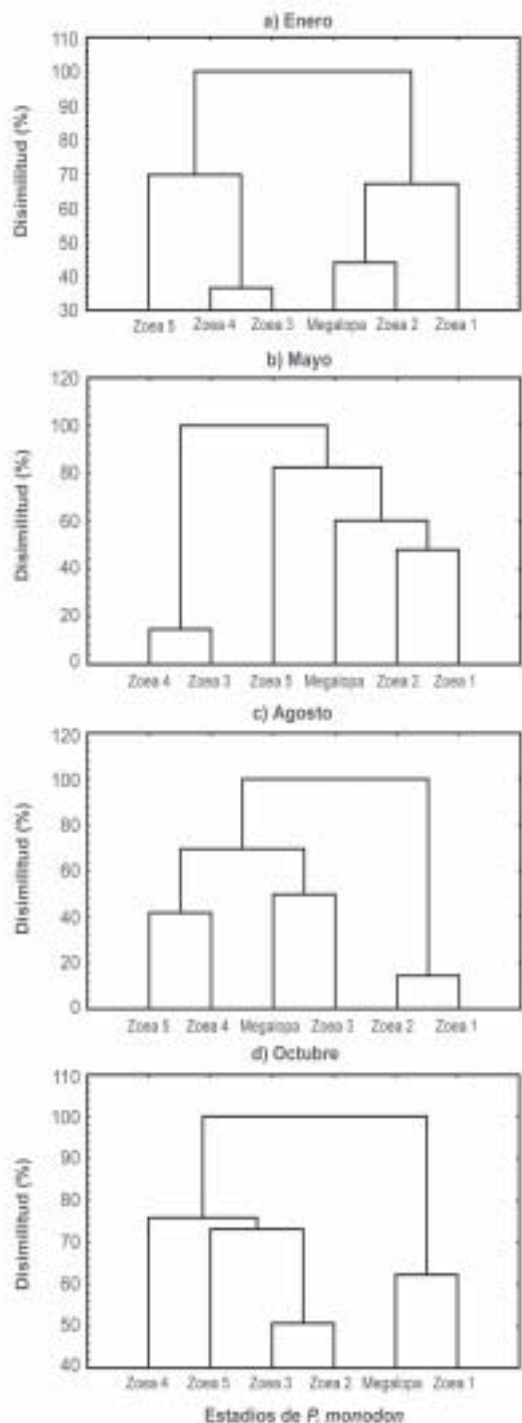 a) Enero
110
100
90
80
70
60
50
40
30
Disimilitud (%)
Zoea 5 Zoea 4 Zoea 3 Megalopa Zoea 2 Zoea 1
b) Mayo
120
100
80
60
40
20
0
Disimilitud (%)
Zoea 4 Zoea 3 Zoea 5 Megalopa Zoea 2 Zoea 1
c) Agosto
120
100
80
60
40
20
0
Disimilitud (%)
Zoea 5 Zoea 4 Megalopa Zoea 3 Zoea 2 Zoea 1
d) Octubre
110
100
90
80
70
60
50
40
Disimilitud (%)
Zoea 4 Zoea 5 Zoea 3 Zoea 2 Megalopa Zoea 1
Estadios de P. monodon